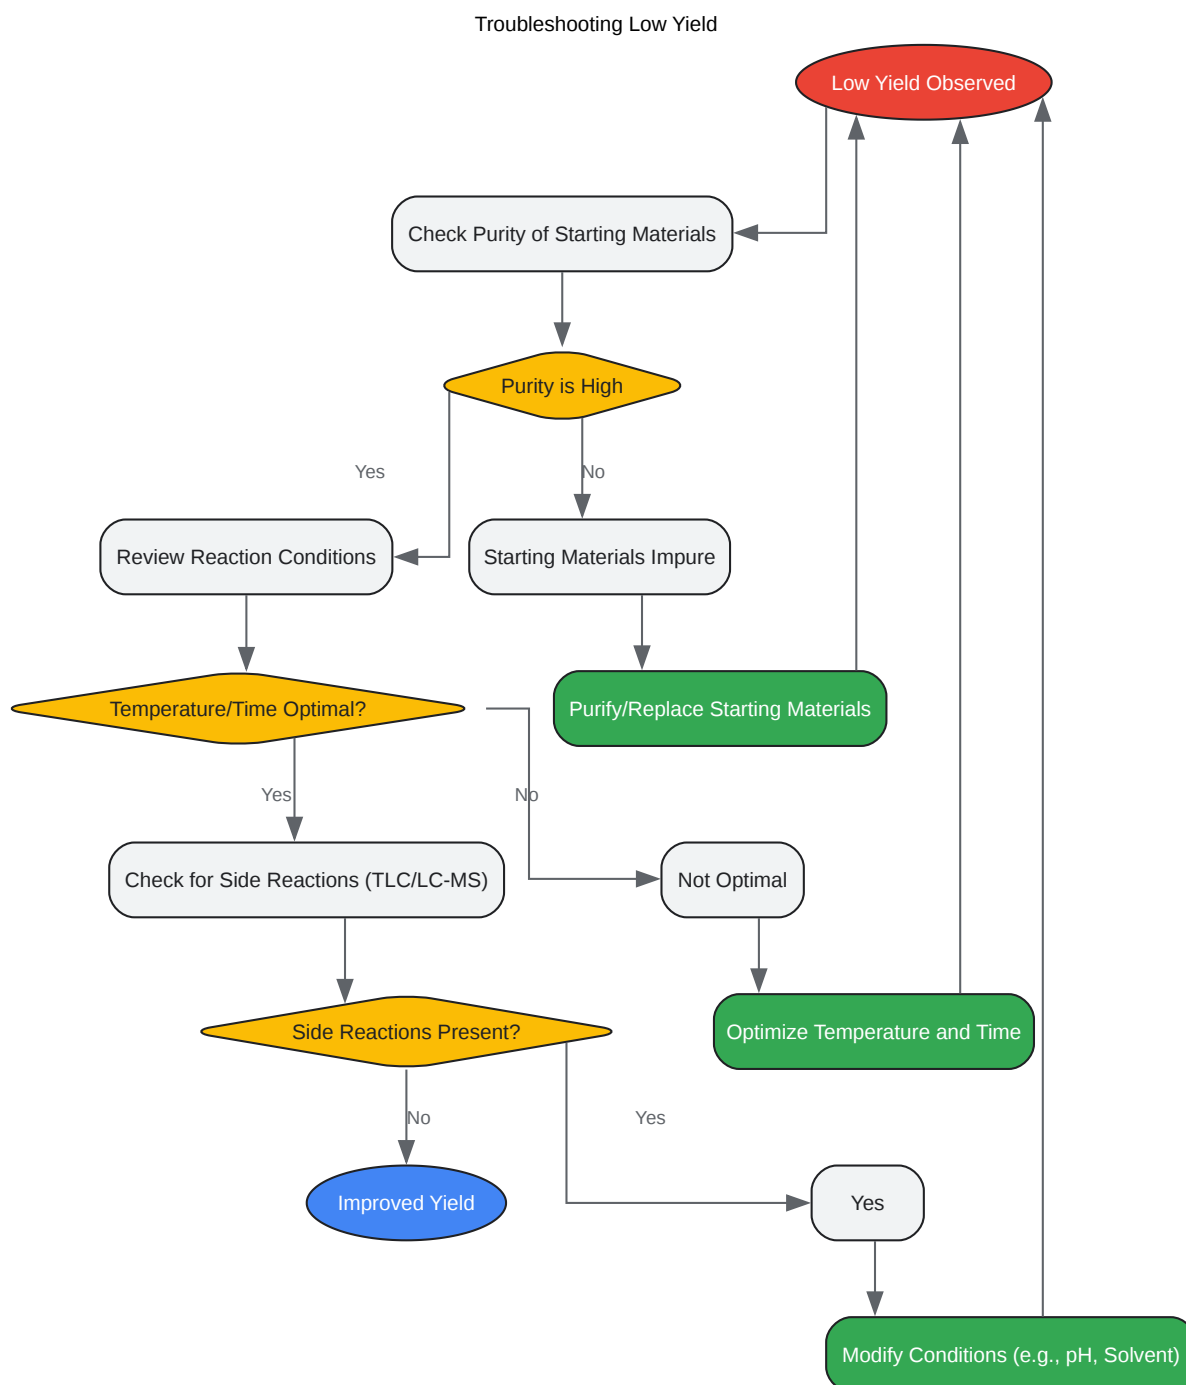 Troubleshooting Low Yield
Low Yield Observed
Check Purity of Starting Materials
Purity is High
Yes
No
Review Reaction Conditions
Starting Materials Impure
Temperature/Time Optimal?
Purify/Replace Starting Materials
Yes
No
Check for Side Reactions (TLC/LC-MS)
Not Optimal
Side Reactions Present?
Optimize Temperature and Time
No
Yes
Improved Yield
Yes
Modify Conditions (e.g., pH, Solvent)